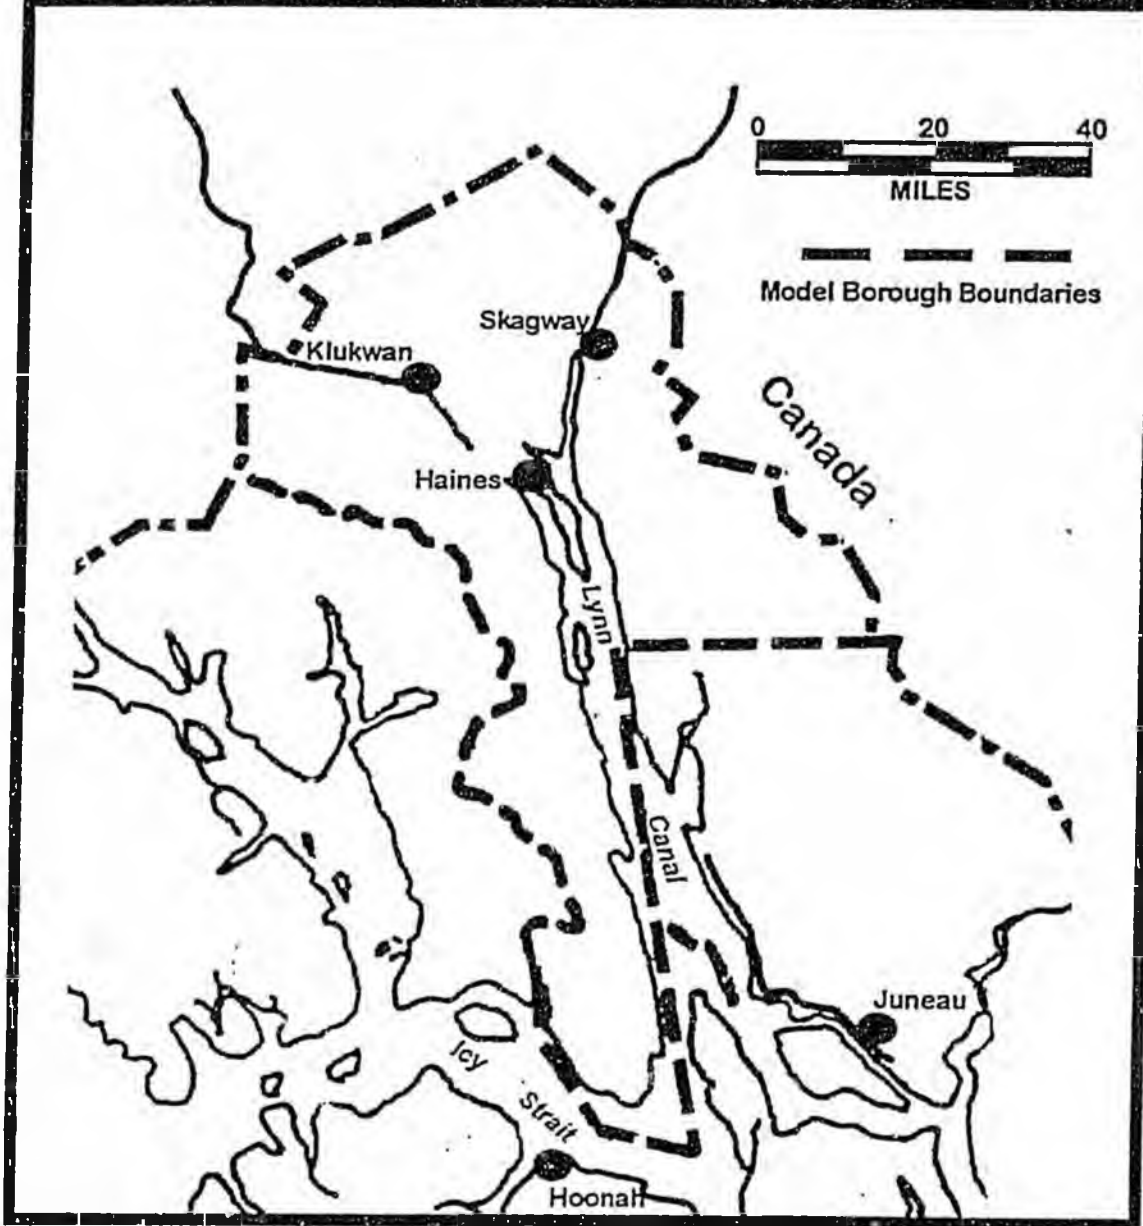 0 20 40
MILES
Model Borough Boundaries
Skagway
Klukwan
Canada
Haines
Lynn
Canal
Juneau
Icy
Strait
Hoonah